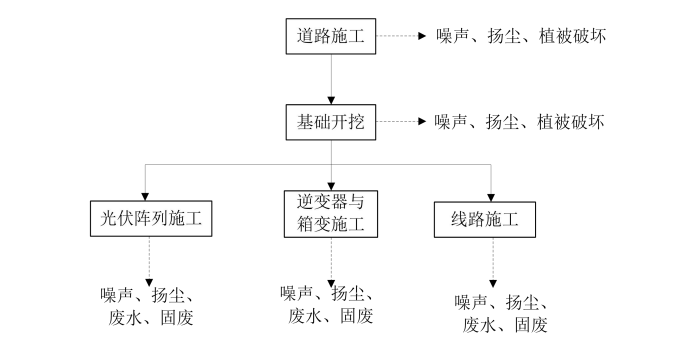 道路施工
噪声、扬尘、植被破坏
基础开挖
噪声、扬尘、植被破坏
光伏阵列施工
逆变器与
箱变施工
线路施工
噪声、扬尘、
废水、固废
噪声、扬尘、
废水、固废
噪声、扬尘、
废水、固废